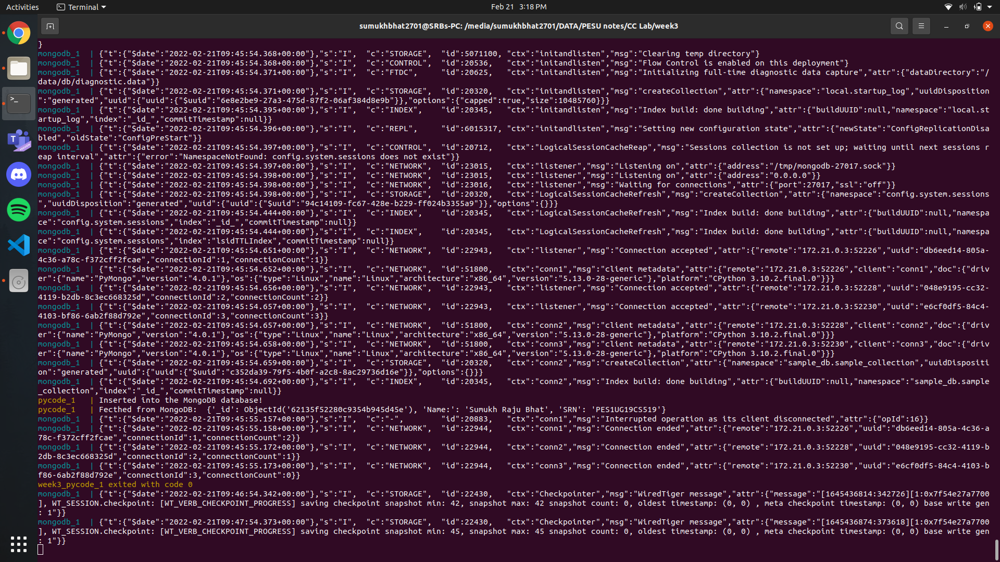 Activities Terminal Feb 21 3:18 PM
sumukhbhat2701@SRBs-PC: /media/sumukhbhat2701/DATA/PESU notes/CC Lab/week3
}
mongodb_1  | {"t":{"$date":"2022-02-21T09:45:54.368+00:00"},"s":"I",  "c":"STORAGE",  "id":5071100, "ctx":"initandlisten","msg":"Clearing temp directory"}
mongodb_1  | {"t":{"$date":"2022-02-21T09:45:54.368+00:00"},"s":"I",  "c":"CONTROL",  "id":20536,   "ctx":"initandlisten","msg":"Flow Control is enabled on this deployment"}
mongodb_1  | {"t":{"$date":"2022-02-21T09:45:54.371+00:00"},"s":"I",  "c":"FTDC",     "id":20625,   "ctx":"initandlisten","msg":"Initializing full-time diagnostic data capture","attr":{"dataDirectory":"/
data/db/diagnostic.data"}}
mongodb_1  | {"t":{"$date":"2022-02-21T09:45:54.371+00:00"},"s":"I",  "c":"STORAGE",  "id":20320,   "ctx":"initandlisten","msg":"createCollection","attr":{"namespace":"local.startup_log","uuidDisposition
":"generated","uuid":{"uuid":{"$uuid":"6e8e2be9-27a3-475d-87f2-06af384d8e9b"}},"options":{"capped":true,"size":10485760}}}
mongodb_1  | {"t":{"$date":"2022-02-21T09:45:54.395+00:00"},"s":"I",  "c":"INDEX",    "id":20345,   "ctx":"initandlisten","msg":"Index build: done building","attr":{"buildUUID":null,"namespace":"local.st
artup_log","index":"_id_","commitTimestamp":null}}
mongodb_1  | {"t":{"$date":"2022-02-21T09:45:54.396+00:00"},"s":"I",  "c":"REPL",     "id":6015317, "ctx":"initandlisten","msg":"Setting new configuration state","attr":{"newState":"ConfigReplicationDisa
bled","oldState":"ConfigPreStart"}}
mongodb_1  | {"t":{"$date":"2022-02-21T09:45:54.397+00:00"},"s":"I",  "c":"CONTROL",  "id":20712,   "ctx":"LogicalSessionCacheReap","msg":"Sessions collection is not set up; waiting until next sessions r
eap interval","attr":{"error":"NamespaceNotFound: config.system.sessions does not exist"}}
mongodb_1  | {"t":{"$date":"2022-02-21T09:45:54.397+00:00"},"s":"I",  "c":"NETWORK",  "id":23015,   "ctx":"listener","msg":"Listening on","attr":{"address":"/tmp/mongodb-27017.sock"}}
mongodb_1  | {"t":{"$date":"2022-02-21T09:45:54.398+00:00"},"s":"I",  "c":"NETWORK",  "id":23015,   "ctx":"listener","msg":"Listening on","attr":{"address":"0.0.0.0"}}
mongodb_1  | {"t":{"$date":"2022-02-21T09:45:54.398+00:00"},"s":"I",  "c":"NETWORK",  "id":23016,   "ctx":"listener","msg":"Waiting for connections","attr":{"port":27017,"ssl":"off"}}
mongodb_1  | {"t":{"$date":"2022-02-21T09:45:54.398+00:00"},"s":"I",  "c":"STORAGE",  "id":20320,   "ctx":"LogicalSessionCacheRefresh","msg":"createCollection","attr":{"namespace":"config.system.sessions
","uuidDisposition":"generated","uuid":{"uuid":{"$uuid":"94c14109-fc67-428e-b229-ff024b3355a9"}},"options":{}}}
mongodb_1  | {"t":{"$date":"2022-02-21T09:45:54.444+00:00"},"s":"I",  "c":"INDEX",    "id":20345,   "ctx":"LogicalSessionCacheRefresh","msg":"Index build: done building","attr":{"buildUUID":null,"namespa
ce":"config.system.sessions","index":"_id_","commitTimestamp":null}}
mongodb_1  | {"t":{"$date":"2022-02-21T09:45:54.444+00:00"},"s":"I",  "c":"INDEX",    "id":20345,   "ctx":"LogicalSessionCacheRefresh","msg":"Index build: done building","attr":{"buildUUID":null,"namespa
ce":"config.system.sessions","index":"lsidTTLIndex","commitTimestamp":null}}
mongodb_1  | {"t":{"$date":"2022-02-21T09:45:54.651+00:00"},"s":"I",  "c":"NETWORK",  "id":22943,   "ctx":"listener","msg":"Connection accepted","attr":{"remote":"172.21.0.3:52226","uuid":"db6eed14-805a-
4c36-a78c-f372cff2fcae","connectionId":1,"connectionCount":1}}
mongodb_1  | {"t":{"$date":"2022-02-21T09:45:54.652+00:00"},"s":"I",  "c":"NETWORK",  "id":51800,   "ctx":"conn1","msg":"client metadata","attr":{"remote":"172.21.0.3:52226","client":"conn1","doc":{"driv
er":{"name":"PyMongo","version":"4.0.1"},"os":{"type":"Linux","name":"Linux","architecture":"x86_64","version":"5.13.0-28-generic"},"platform":"CPython 3.10.2.final.0"}}}
mongodb_1  | {"t":{"$date":"2022-02-21T09:45:54.656+00:00"},"s":"I",  "c":"NETWORK",  "id":22943,   "ctx":"listener","msg":"Connection accepted","attr":{"remote":"172.21.0.3:52228","uuid":"048e9195-cc32-
4119-b2db-8c3ec668325d","connectionId":2,"connectionCount":2}}
mongodb_1  | {"t":{"$date":"2022-02-21T09:45:54.657+00:00"},"s":"I",  "c":"NETWORK",  "id":22943,   "ctx":"listener","msg":"Connection accepted","attr":{"remote":"172.21.0.3:52230","uuid":"e6cf0df5-84c4-
4103-bf86-6ab2f88d792e","connectionId":3,"connectionCount":3}}
mongodb_1  | {"t":{"$date":"2022-02-21T09:45:54.657+00:00"},"s":"I",  "c":"NETWORK",  "id":51800,   "ctx":"conn2","msg":"client metadata","attr":{"remote":"172.21.0.3:52228","client":"conn2","doc":{"driv
er":{"name":"PyMongo","version":"4.0.1"},"os":{"type":"Linux","name":"Linux","architecture":"x86_64","version":"5.13.0-28-generic"},"platform":"CPython 3.10.2.final.0"}}}
mongodb_1  | {"t":{"$date":"2022-02-21T09:45:54.658+00:00"},"s":"I",  "c":"NETWORK",  "id":51800,   "ctx":"conn3","msg":"client metadata","attr":{"remote":"172.21.0.3:52230","client":"conn3","doc":{"driv
er":{"name":"PyMongo","version":"4.0.1"},"os":{"type":"Linux","name":"Linux","architecture":"x86_64","version":"5.13.0-28-generic"},"platform":"CPython 3.10.2.final.0"}}}
mongodb_1  | {"t":{"$date":"2022-02-21T09:45:54.659+00:00"},"s":"I",  "c":"STORAGE",  "id":20320,   "ctx":"conn2","msg":"createCollection","attr":{"namespace":"sample_db.sample_collection","uuidDispositi
on":"generated","uuid":{"uuid":{"$uuid":"c352da39-79f5-4b0f-a2c8-8ac29736d16e"}},"options":{}}}
mongodb_1  | {"t":{"$date":"2022-02-21T09:45:54.692+00:00"},"s":"I",  "c":"INDEX",    "id":20345,   "ctx":"conn2","msg":"Index build: done building","attr":{"buildUUID":null,"namespace":"sample_db.sample
_collection","index":"_id_","commitTimestamp":null}}
pycode_1   | Inserted into the MongoDB database!
pycode_1   | Fecthed from MongoDB:  {'_id': ObjectId('62135f52280c9354b945d45e'), 'Name:': 'Sumukh Raju Bhat', 'SRN': 'PES1UG19CS519'}
mongodb_1  | {"t":{"$date":"2022-02-21T09:45:55.157+00:00"},"s":"I",  "c":"-",        "id":20883,   "ctx":"conn1","msg":"Interrupted operation as its client disconnected","attr":{"opId":16}}
mongodb_1  | {"t":{"$date":"2022-02-21T09:45:55.158+00:00"},"s":"I",  "c":"NETWORK",  "id":22944,   "ctx":"conn1","msg":"Connection ended","attr":{"remote":"172.21.0.3:52226","uuid":"db6eed14-805a-4c36-a
78c-f372cff2fcae","connectionId":1,"connectionCount":2}}
mongodb_1  | {"t":{"$date":"2022-02-21T09:45:55.172+00:00"},"s":"I",  "c":"NETWORK",  "id":22944,   "ctx":"conn2","msg":"Connection ended","attr":{"remote":"172.21.0.3:52228","uuid":"048e9195-cc32-4119-b
2db-8c3ec668325d","connectionId":2,"connectionCount":1}}
mongodb_1  | {"t":{"$date":"2022-02-21T09:45:55.173+00:00"},"s":"I",  "c":"NETWORK",  "id":22944,   "ctx":"conn3","msg":"Connection ended","attr":{"remote":"172.21.0.3:52230","uuid":"e6cf0df5-84c4-4103-b
f86-6ab2f88d792e","connectionId":3,"connectionCount":0}}
week3_pycode_1 exited with code 0
mongodb_1  | {"t":{"$date":"2022-02-21T09:46:54.342+00:00"},"s":"I",  "c":"STORAGE",  "id":22430,   "ctx":"Checkpointer","msg":"WiredTiger message","attr":{"message":"[1645436814:342726][1:0x7f54e27a7700
], WT_SESSION.checkpoint: [WT_VERB_CHECKPOINT_PROGRESS] saving checkpoint snapshot min: 42, snapshot max: 42 snapshot count: 0, oldest timestamp: (0, 0) , meta checkpoint timestamp: (0, 0) base write gen
: 1"}}
mongodb_1  | {"t":{"$date":"2022-02-21T09:47:54.373+00:00"},"s":"I",  "c":"STORAGE",  "id":22430,   "ctx":"Checkpointer","msg":"WiredTiger message","attr":{"message":"[1645436874:373618][1:0x7f54e27a7700
], WT_SESSION.checkpoint: [WT_VERB_CHECKPOINT_PROGRESS] saving checkpoint snapshot min: 45, snapshot max: 45 snapshot count: 0, oldest timestamp: (0, 0) , meta checkpoint timestamp: (0, 0) base write gen
: 1"}}